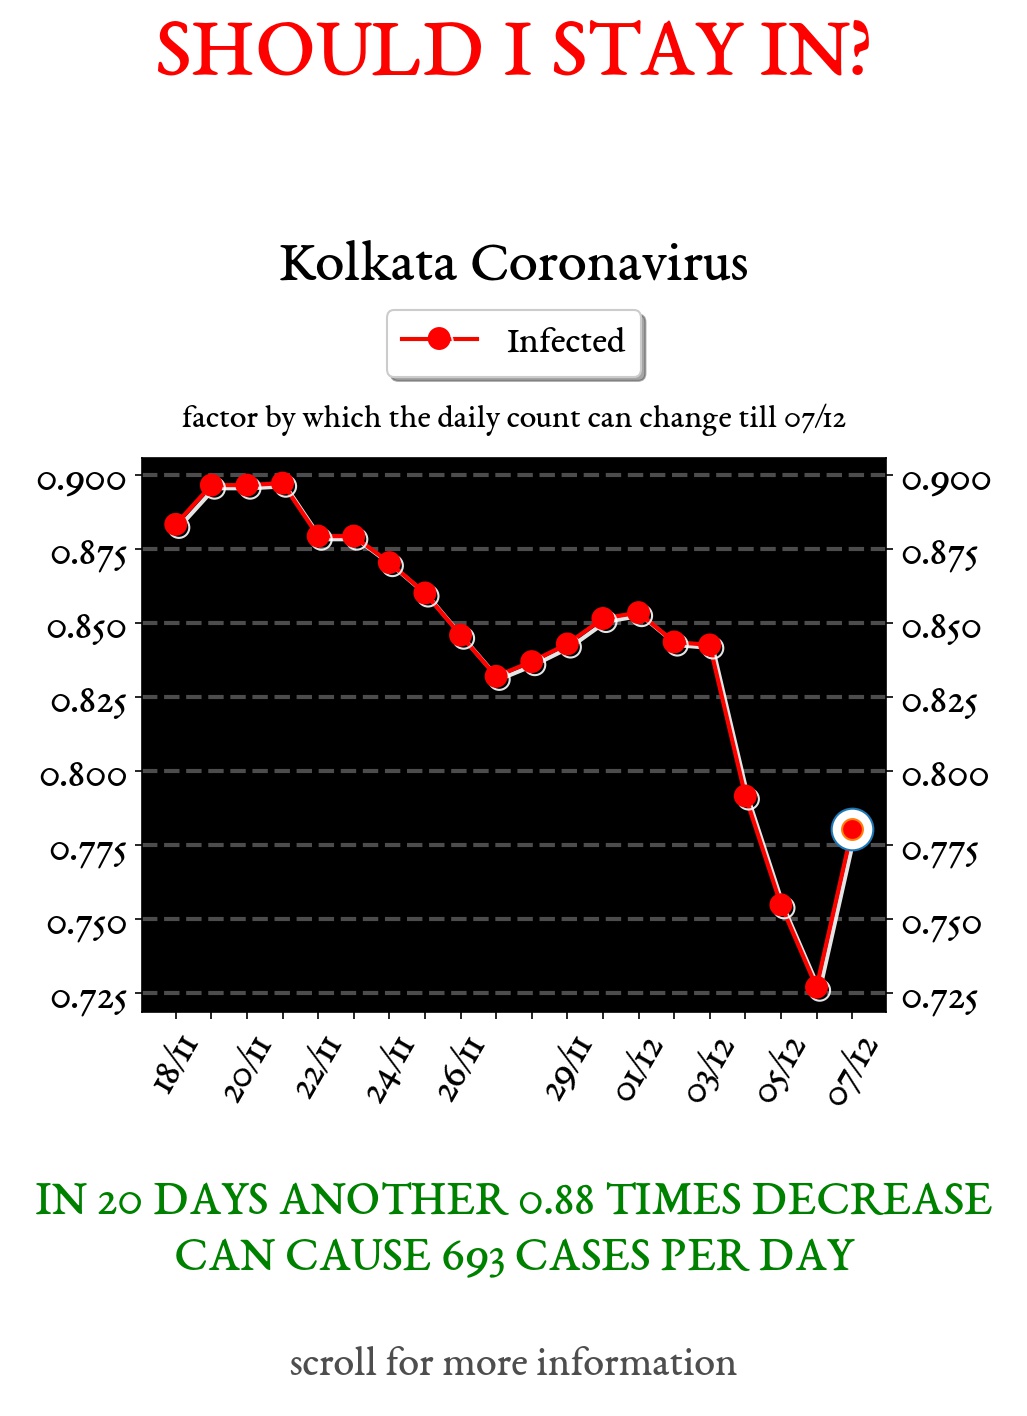 SHOULD I STAY IN?
Kolkata Coronavirus
Infected
factor by which the daily count can change till 07/12
0.900 0.900
0.875 0.875
0.850 0.850
0.825 0.825
0.800 0.800
0.775 0.775
0.750 0.750
0.725 0.725
18/11 20/11 22/11 24/11 26/11 29/11 01/12 03/12 05/12 07/12
IN 20 DAYS ANOTHER 0.88 TIMES DECREASE
CAN CAUSE 693 CASES PER DAY
scroll for more information